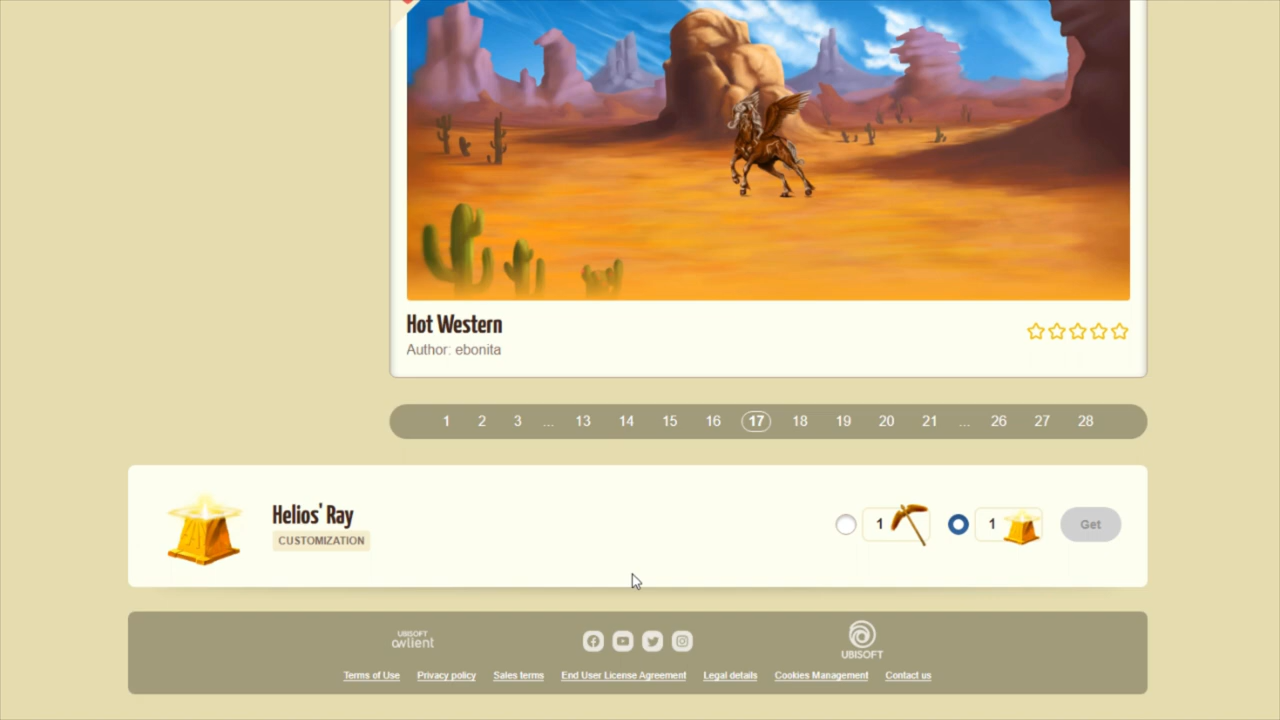 Hot Western
Author: ebonita
1 2 3 ... 13 14 15 16 17 18 19 20 21 ... 26 27 28
Helios' Ray
CUSTOMIZATION
1 1 Get
UBISOFT
owlient
UBISOFT
Terms of Use Privacy policy Sales terms End User License Agreement Legal details Cookies Management Contact us